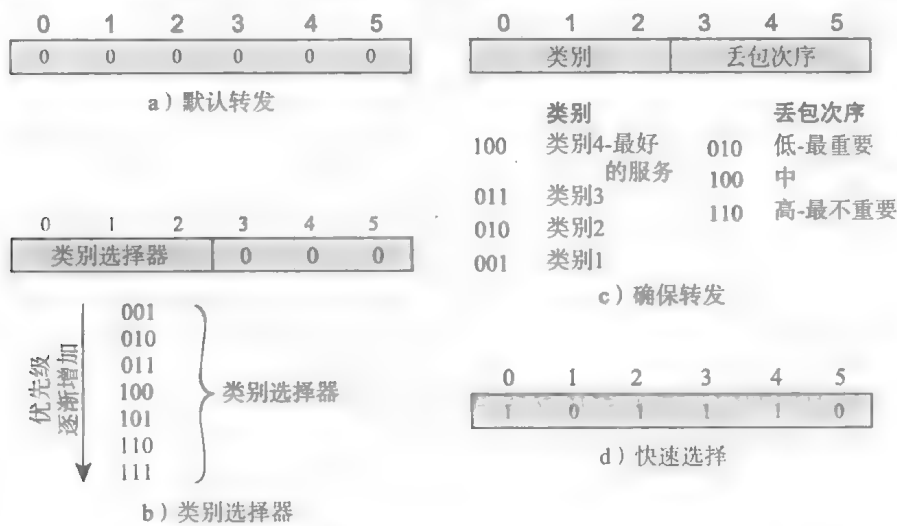 0 1 2 3 4 5
0 0 0 0 0 0
a）默认转发
0 1 2 3 4 5
类别选择器 0 0 0
优先级
逐渐增加
001
010
011
100
101
110
111
类别选择器
b）类别选择器
0 1 2 3 4 5
类别 丢包次序
类别 丢包次序
100 类别4-最好
的服务
011 类别3
010 类别2
001 类别1
010 低-最重要
100 中
110 高-最不重要
c）确保转发
0 1 2 3 4 5
1 0 1 1 1 0
d）快速选择